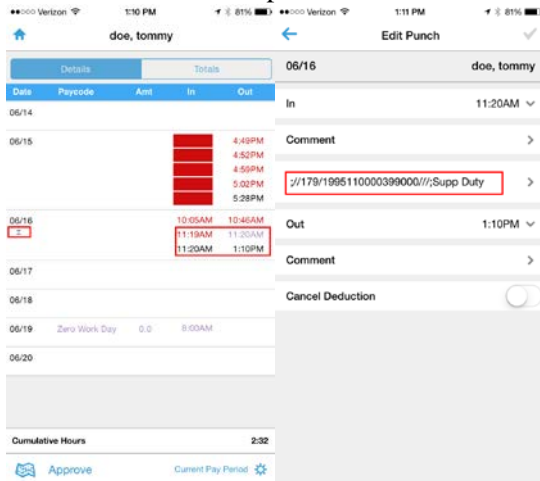 Verizon 1:10 PM 81%
doe, tommy
Details Totals
Date Paycode Amt In Out
06/14
06/15 4:49PM
4:52PM
4:59PM
5:02PM
5:28PM
06/16 10:05AM 10:46AM
11:19AM 11:20AM
11:20AM 1:10PM
06/17
06/18
06/19 Zero Work Day 0.0 8:00AM
06/20
Cumulative Hours 2:32
Approve Current Pay Period
Verizon 1:11 PM 81%
Edit Punch
06/16 doe, tommy
In 11:20AM
Comment
;//179/1995110000399000///;Supp Duty
Out 1:10PM
Comment
Cancel Deduction